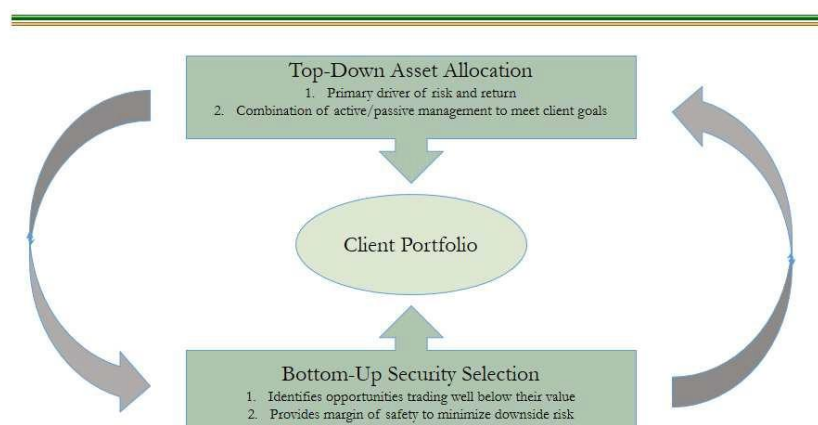 Top-Down Asset Allocation
1. Primary driver of risk and return
2. Combination of active/passive management to meet client goals
Client Portfolio
Bottom-Up Security Selection
1. Identifies opportunities trading well below their value
2. Provides margin of safety to minimize downside risk